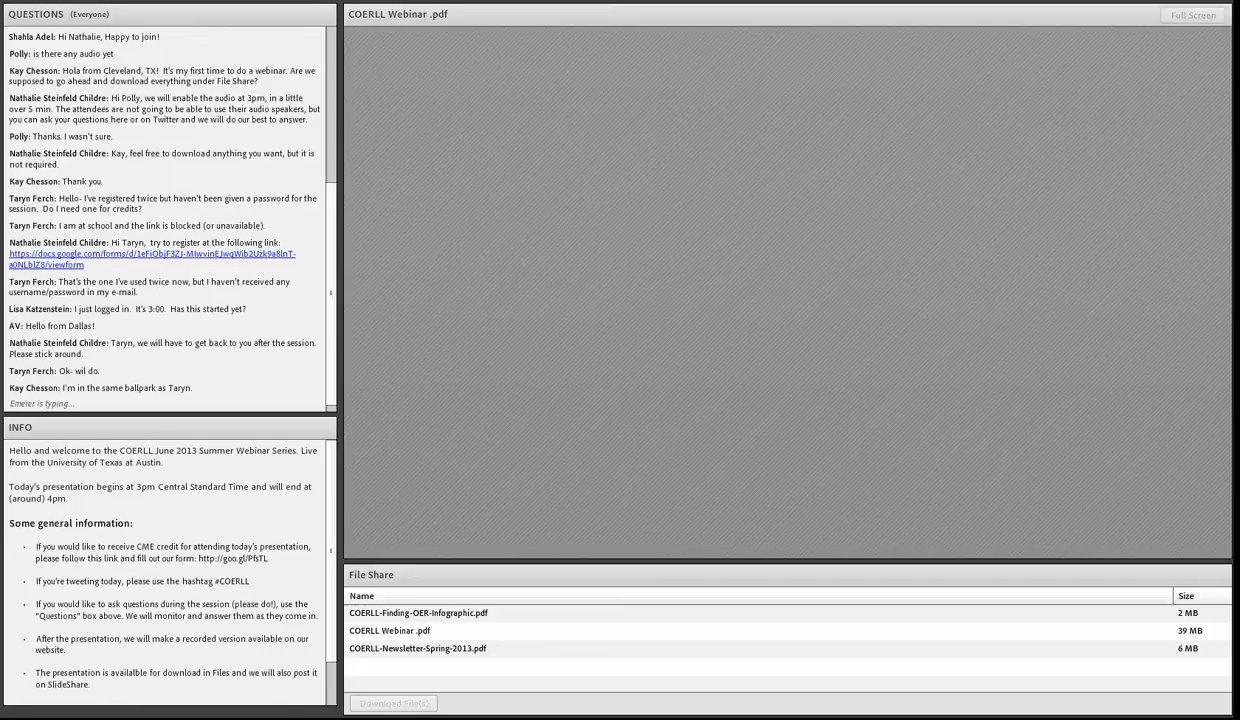 QUESTIONS (Everyone)
Shahla Adel: Hi Nathalie, Happy to join!
Polly: is there any audio yet
Kay Chesson: Hola from Cleveland, TX! It's my first time to do a webinar. Are we
supposed to go ahead and download everything under File Share?
Nathalie Steinfeld Childre: Hi Polly, we will enable the audio at 3pm, in a little
over 5 min. The attendees are not going to be able to use their audio speakers, but
you can ask your questions here or on Twitter and we will do our best to answer.
Polly: Thanks. I wasn't sure.
Nathalie Steinfeld Childre: Kay, feel free to download anything you want, but it is
not required.
Kay Chesson: Thank you.
Taryn Ferch: Hello- I've registered twice but haven't been given a password for the
session. Do I need one for credits?
Taryn Ferch: I am at school and the link is blocked (or unavailable).
Nathalie Steinfeld Childre: Hi Taryn, try to register at the following link:
https://docs.google.com/forms/d/1eFiObjF3ZJ-MIwvinEJwqWib2Uzk9a8lnT-
a0NLblZ8/viewform
Taryn Ferch: That's the one I've used twice now, but I haven't received any
username/password in my e-mail.
Lisa Katzenstein: I just logged in. It's 3:00. Has this started yet?
AV: Hello from Dallas!
Nathalie Steinfeld Childre: Taryn, we will have to get back to you after the session.
Please stick around.
Taryn Ferch: Ok- wil do.
Kay Chesson: I'm in the same ballpark as Taryn.
Emeier is typing...
INFO
Hello and welcome to the COERLL June 2013 Summer Webinar Series. Live
from the University of Texas at Austin.
Today's presentation begins at 3pm Central Standard Time and will end at
(around) 4pm.
Some general information:
• If you would like to receive CME credit for attending today's presentation,
please follow this link and fill out our form: http://goo.gl/PfsTL
• If you're tweeting today, please use the hashtag #COERLL
• If you would like to ask questions during the session (please do!), use the
"Questions" box above. We will monitor and answer them as they come in.
• After the presentation, we will make a recorded version available on our
website.
• The presentation is available for download in Files and we will also post it
on SlideShare.
COERLL Webinar .pdf
Full Screen
File Share
Name Size
COERLL-Finding-OER-Infographic.pdf 2 MB
COERLL Webinar .pdf 39 MB
COERLL-Newsletter-Spring-2013.pdf 6 MB
Download File(s)